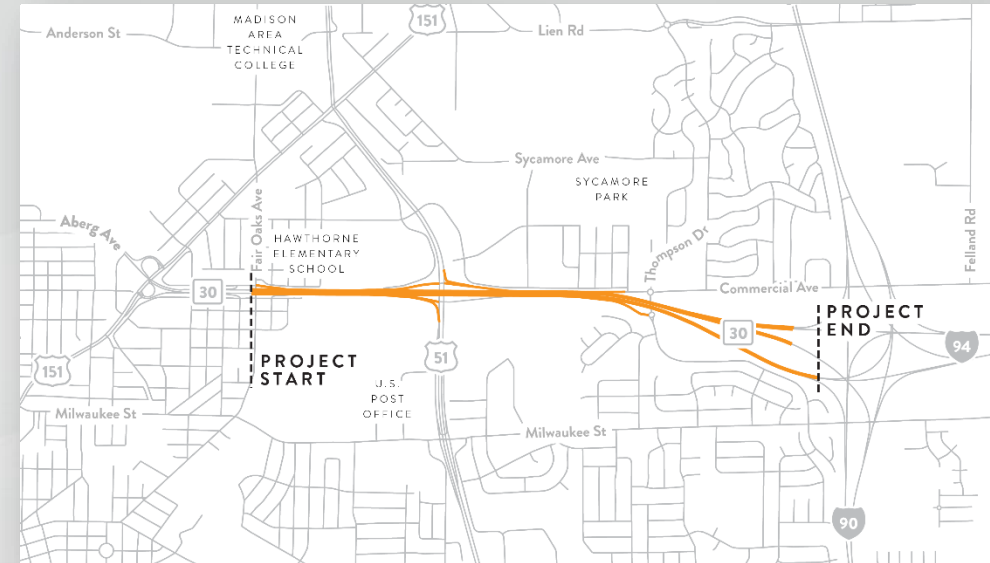 MADISON
AREA
TECHNICAL
COLLEGE
151
Anderson St
Lien Rd
Sycamore Ave
SYCAMORE
PARK
Aberg Ave
Fair Oaks Ave
HAWTHORNE
ELEMENTARY
SCHOOL
Thompson Dr
Felland Rd
30
Commercial Ave
PROJECT
END
30
94
PROJECT
START
51
151
U.S.
POST
OFFICE
Milwaukee St
Milwaukee St
90